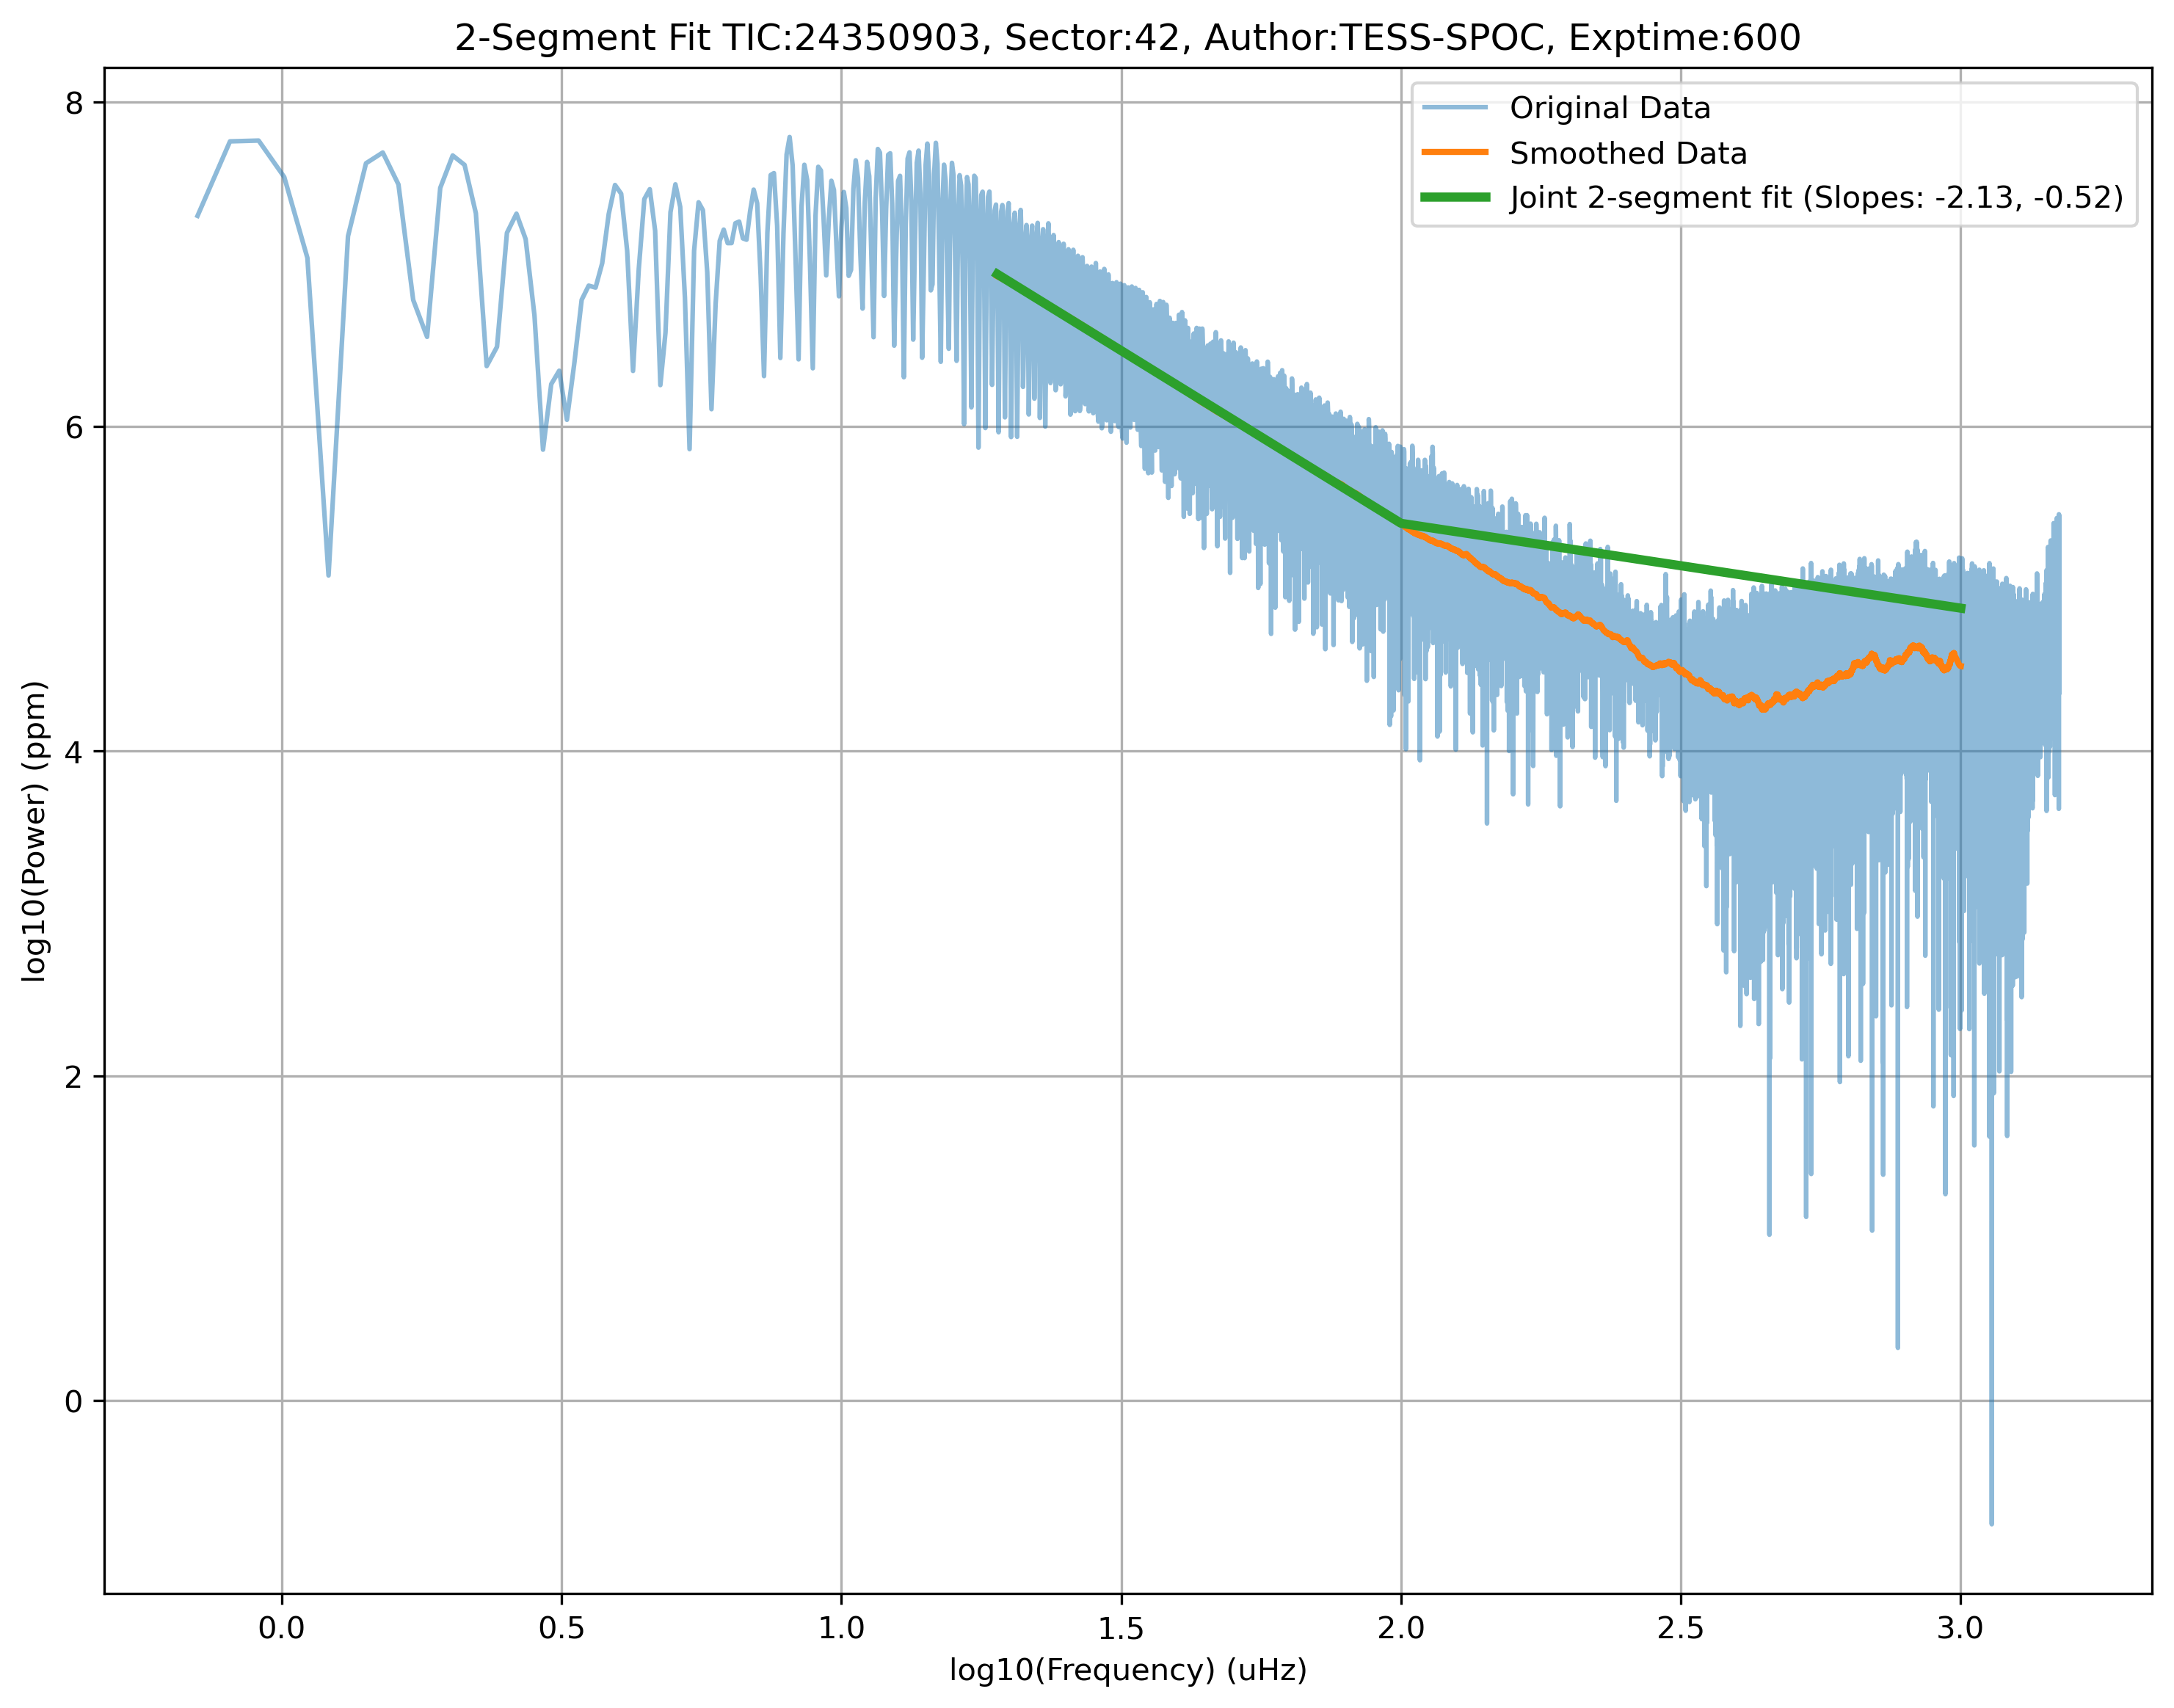 2-Segment Fit TIC:24350903, Sector:42, Author:TESS-SPOC, Exptime:600
Original Data
Smoothed Data
Joint 2-segment fit (Slopes: -2.13, -0.52)
log10(Power) (ppm)
8
6
4
2
0
0.0 0.5 1.0 1.5 2.0 2.5 3.0
log10(Frequency) (uHz)